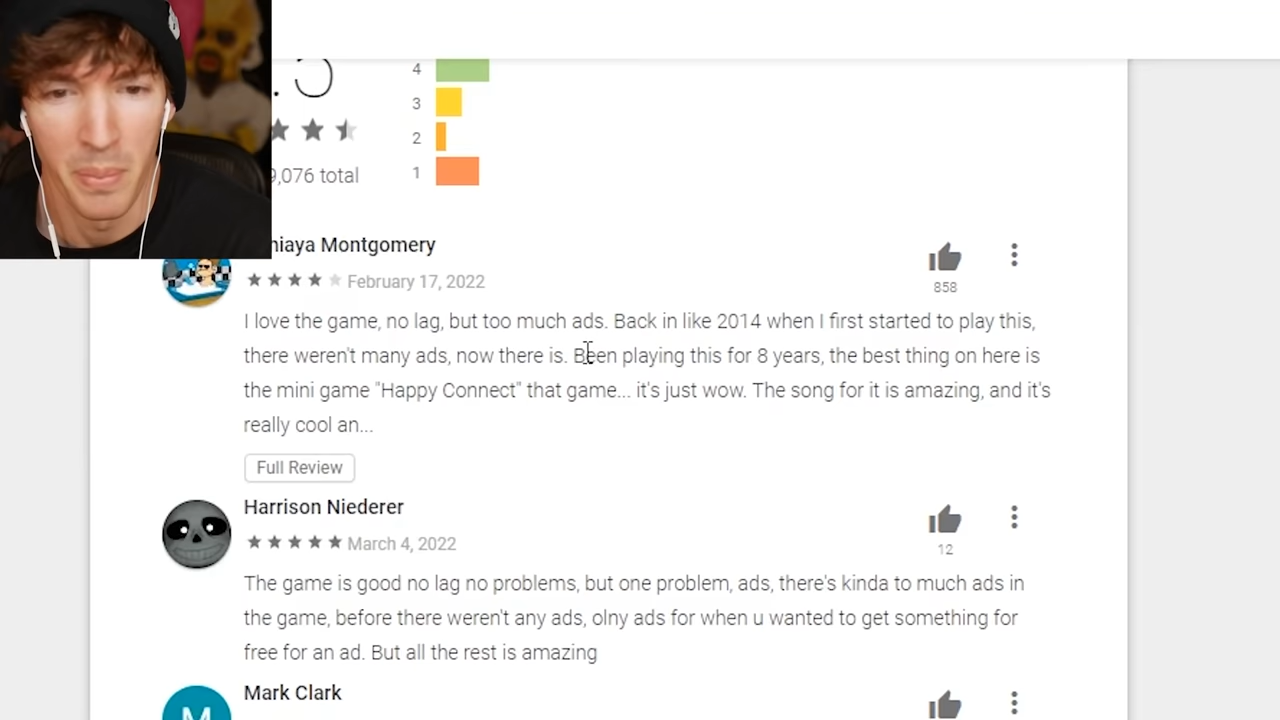 .5
4
3
2
1
9,076 total
hiaya Montgomery
February 17, 2022
858
I love the game, no lag, but too much ads. Back in like 2014 when I first started to play this,
there weren't many ads, now there is. Been playing this for 8 years, the best thing on here is
the mini game "Happy Connect" that game... it's just wow. The song for it is amazing, and it's
really cool an...
Full Review
Harrison Niederer
March 4, 2022
12
The game is good no lag no problems, but one problem, ads, there's kinda to much ads in
the game, before there weren't any ads, olny ads for when u wanted to get something for
free for an ad. But all the rest is amazing
Mark Clark
M